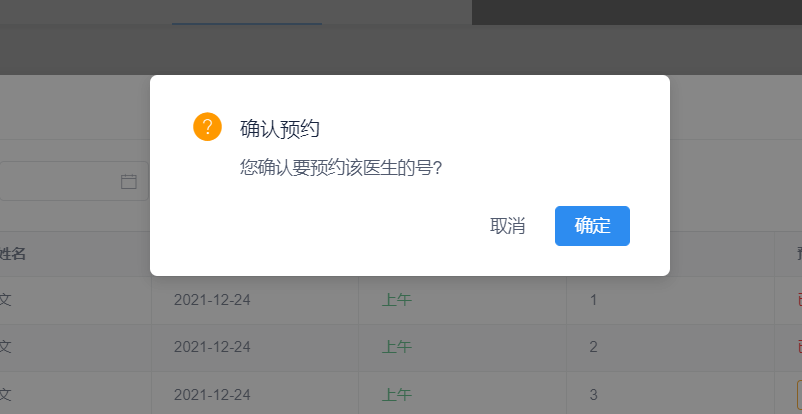 ?
确认预约
您确认要预约该医生的号?
取消 确定
姓名
文 2021-12-24 上午 1
文 2021-12-24 上午 2
2021-12-24 上午 3